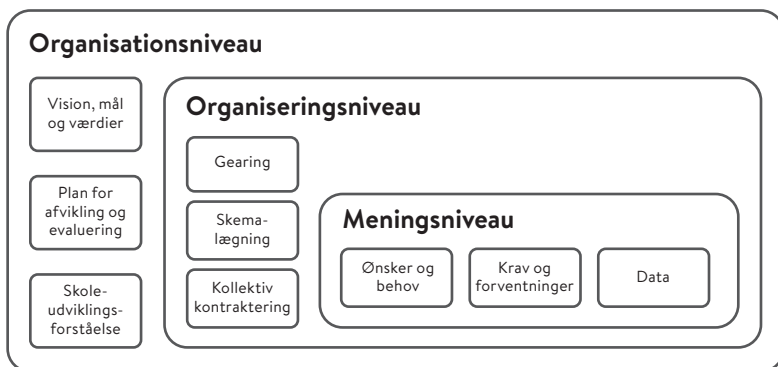 Organisationsniveau
Vision, mål
og værdier
Plan for
afvikling og
evaluering
Skole-
udviklings-
forståelse
Organiseringsniveau
Gearing
Skema-
lægning
Kollektiv
kontraktering
Meningsniveau
Ønsker og
behov
Krav og
forventninger
Data